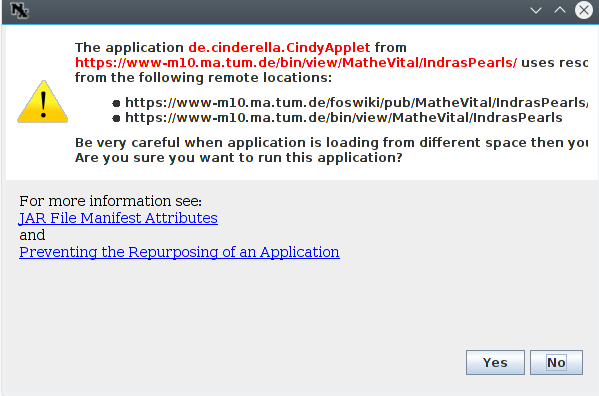 The application de.cinderella.CindyApplet from
https://www-m10.ma.tum.de/bin/view/MatheVital/IndrasPearls/ uses
from the following remote locations:
https://www-m10.ma.tum.de/foswiki/pub/MatheVital/IndrasPearls/
https://www-m10.ma.tum.de/bin/view/MatheVital/IndrasPearls
Be very careful when application is loading from different space then you
Are you sure you want to run this application?
For more information see:
JAR File Manifest Attributes
and
Preventing the Repurposing of an Application
Yes No